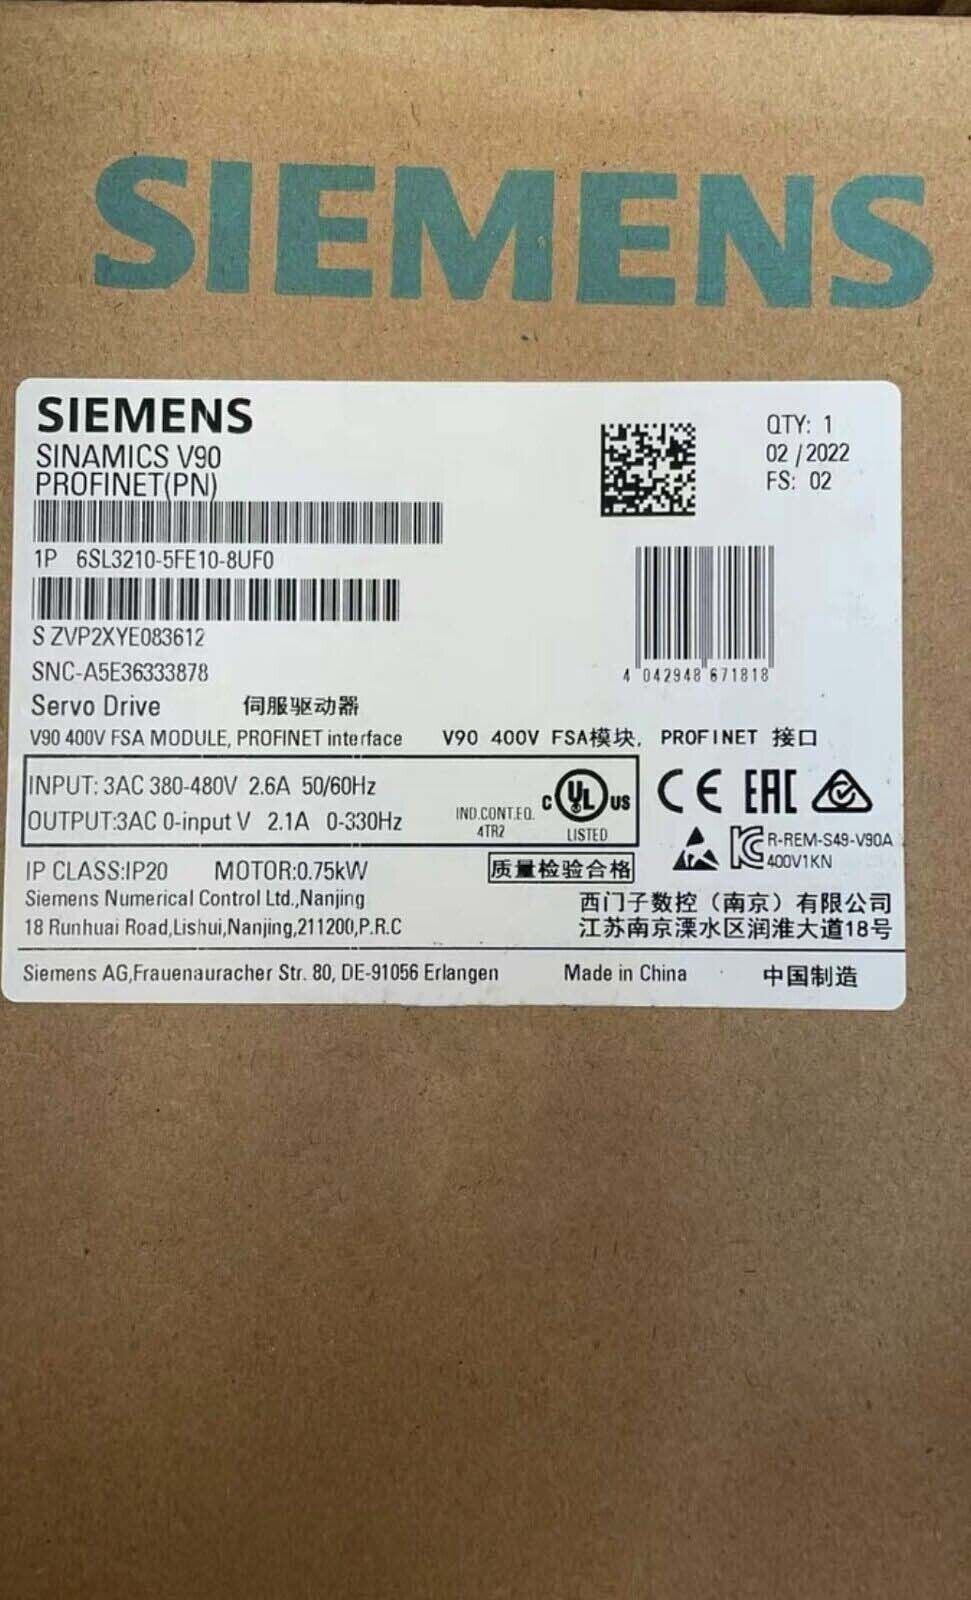 SIEMENS
SIEMENS
SINAMICS V90
PROFINET(PN)
QTY: 1
02 / 2022
FS: 02
1P 6SL3210-5FE10-8UF0
S ZVP2XYE083612
SNC-A5E36333878
4 042948 671818
Servo Drive 伺服驱动器
V90 400V FSA MODULE, PROFINET interface V90 400V FSA模块, PROFINET 接口
INPUT: 3AC 380-480V 2.6A 50/60Hz
OUTPUT:3AC 0-input V 2.1A 0-330Hz
IND.CONT.EQ.
4TR2
C UL US
LISTED
CE EAC
R-REM-S49-V90A
400V1KN
IP CLASS:IP20 MOTOR:0.75kW
质量检验合格
Siemens Numerical Control Ltd.,Nanjing
18 Runhuai Road,Lishui,Nanjing,211200,P.R.C
西门子数控（南京）有限公司
江苏南京溧水区润淮大道18号
Siemens AG,Frauenauracher Str. 80, DE-91056 Erlangen Made in China 中国制造